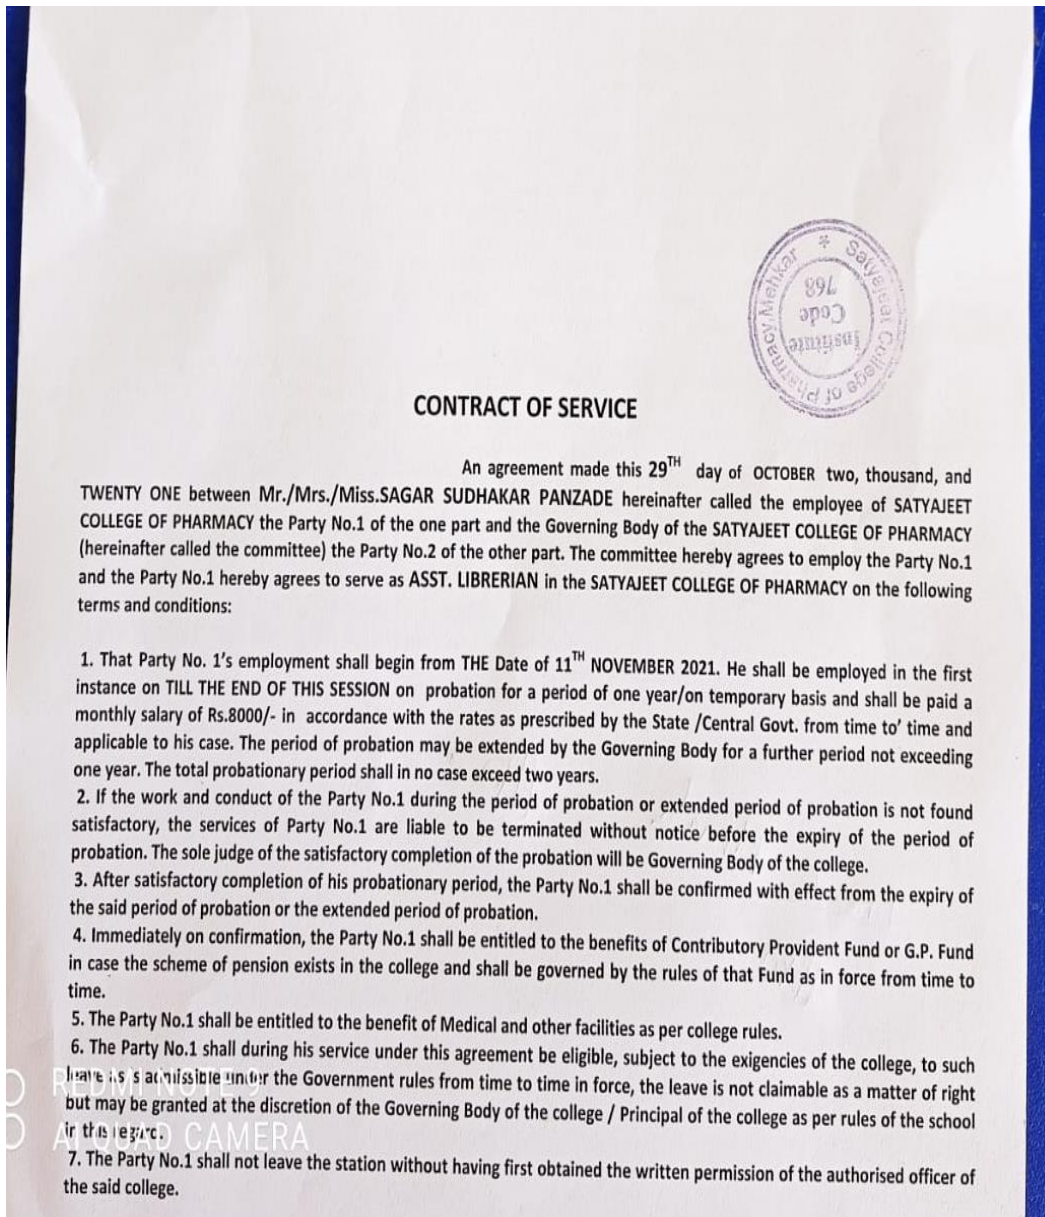 Satyajeet College of Pharmacy, Mehkar *
Institute
Code
768
CONTRACT OF SERVICE
An agreement made this 29TH day of OCTOBER two, thousand, and
TWENTY ONE between Mr./Mrs./Miss.SAGAR SUDHAKAR PANZADE hereinafter called the employee of SATYAJEET
COLLEGE OF PHARMACY the Party No.1 of the one part and the Governing Body of the SATYAJEET COLLEGE OF PHARMACY
(hereinafter called the committee) the Party No.2 of the other part. The committee hereby agrees to employ the Party No.1
and the Party No.1 hereby agrees to serve as ASST. LIBRERIAN in the SATYAJEET COLLEGE OF PHARMACY on the following
terms and conditions:
1. That Party No. 1's employment shall begin from THE Date of 11TH NOVEMBER 2021. He shall be employed in the first
instance on TILL THE END OF THIS SESSION on probation for a period of one year/on temporary basis and shall be paid a
monthly salary of Rs.8000/- in accordance with the rates as prescribed by the State /Central Govt. from time to' time and
applicable to his case. The period of probation may be extended by the Governing Body for a further period not exceeding
one year. The total probationary period shall in no case exceed two years.
2. If the work and conduct of the Party No.1 during the period of probation or extended period of probation is not found
satisfactory, the services of Party No.1 are liable to be terminated without notice before the expiry of the period of
probation. The sole judge of the satisfactory completion of the probation will be Governing Body of the college.
3. After satisfactory completion of his probationary period, the Party No.1 shall be confirmed with effect from the expiry of
the said period of probation or the extended period of probation.
4. Immediately on confirmation, the Party No.1 shall be entitled to the benefits of Contributory Provident Fund or G.P. Fund
in case the scheme of pension exists in the college and shall be governed by the rules of that Fund as in force from time to
time.
5. The Party No.1 shall be entitled to the benefit of Medical and other facilities as per college rules.
6. The Party No.1 shall during his service under this agreement be eligible, subject to the exigencies of the college, to such
leave as is admissible under the Government rules from time to time in force, the leave is not claimable as a matter of right
but may be granted at the discretion of the Governing Body of the college / Principal of the college as per rules of the school
in this regard.
7. The Party No.1 shall not leave the station without having first obtained the written permission of the authorised officer of
the said college.
REDMI NOTE 9
AI QUAD CAMERA